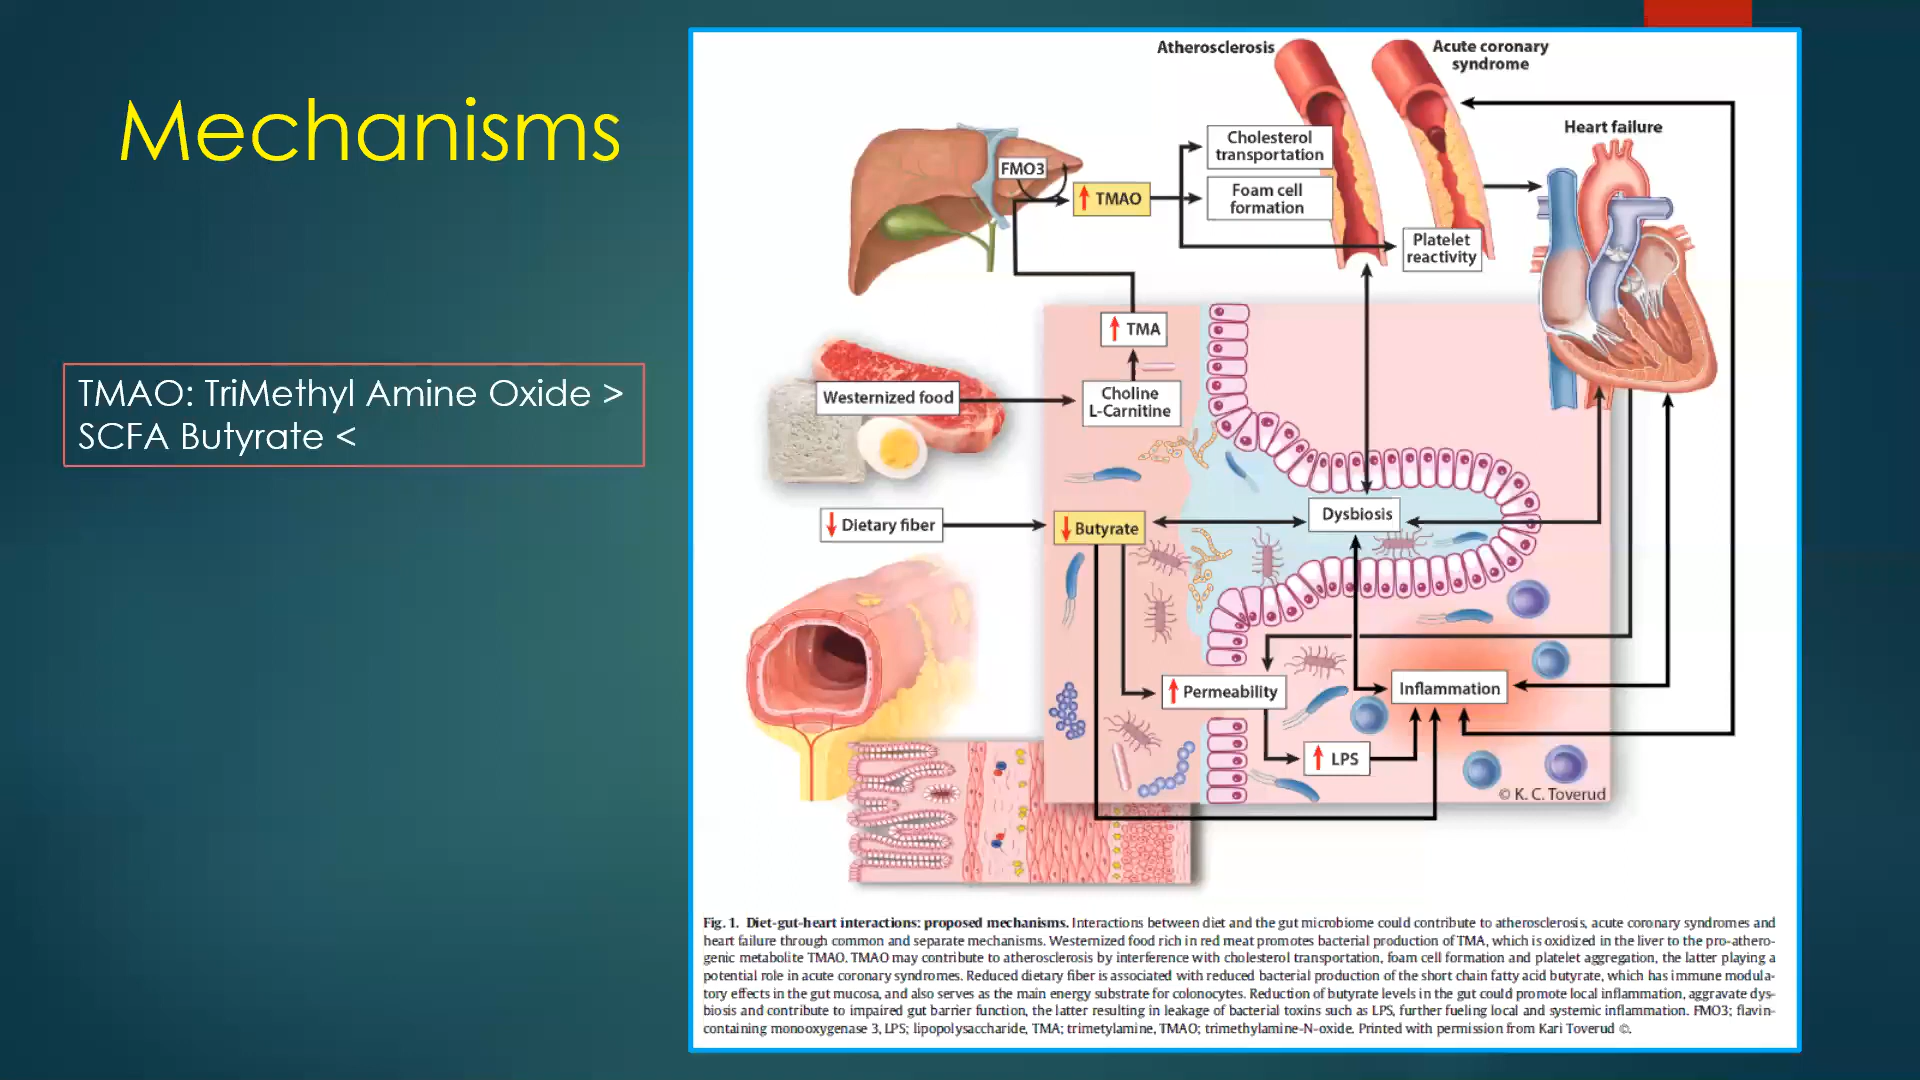 Mechanisms
TMAO: TriMethyl Amine Oxide >
SCFA Butyrate <
Atherosclerosis
Acute coronary
syndrome
Heart failure
Cholesterol
transportation
FMO3
TMAO
Foam cell
formation
Platelet
reactivity
TMA
Westernized food
Choline
L-Carnitine
Dietary fiber
Butyrate
Dysbiosis
Permeability
Inflammation
LPS
© K. C. Toverud
Fig. 1. Diet-gut-heart interactions: proposed mechanisms. Interactions between diet and the gut microbiome could contribute to atherosclerosis, acute coronary syndromes and
heart failure through common and separate mechanisms. Westernized food rich in red meat promotes bacterial production of TMA, which is oxidized in the liver to the pro-athero-
genic metabolite TMAO. TMAO may contribute to atherosclerosis by interference with cholesterol transportation, foam cell formation and platelet aggregation, the latter playing a
potential role in acute coronary syndromes. Reduced dietary fiber is associated with reduced bacterial production of the short chain fatty acid butyrate, which has immune modula-
tory effects in the gut mucosa, and also serves as the main energy substrate for colonocytes. Reduction of butyrate levels in the gut could promote local inflammation, aggravate dys-
biosis and contribute to impaired gut barrier function, the latter resulting in leakage of bacterial toxins such as LPS, further fueling local and systemic inflammation. FMO3; flavin-
containing monooxygenase 3, LPS; lipopolysaccharide, TMA; trimetylamine, TMAO; trimethylamine-N-oxide. Printed with permission from Kari Toverud ©.